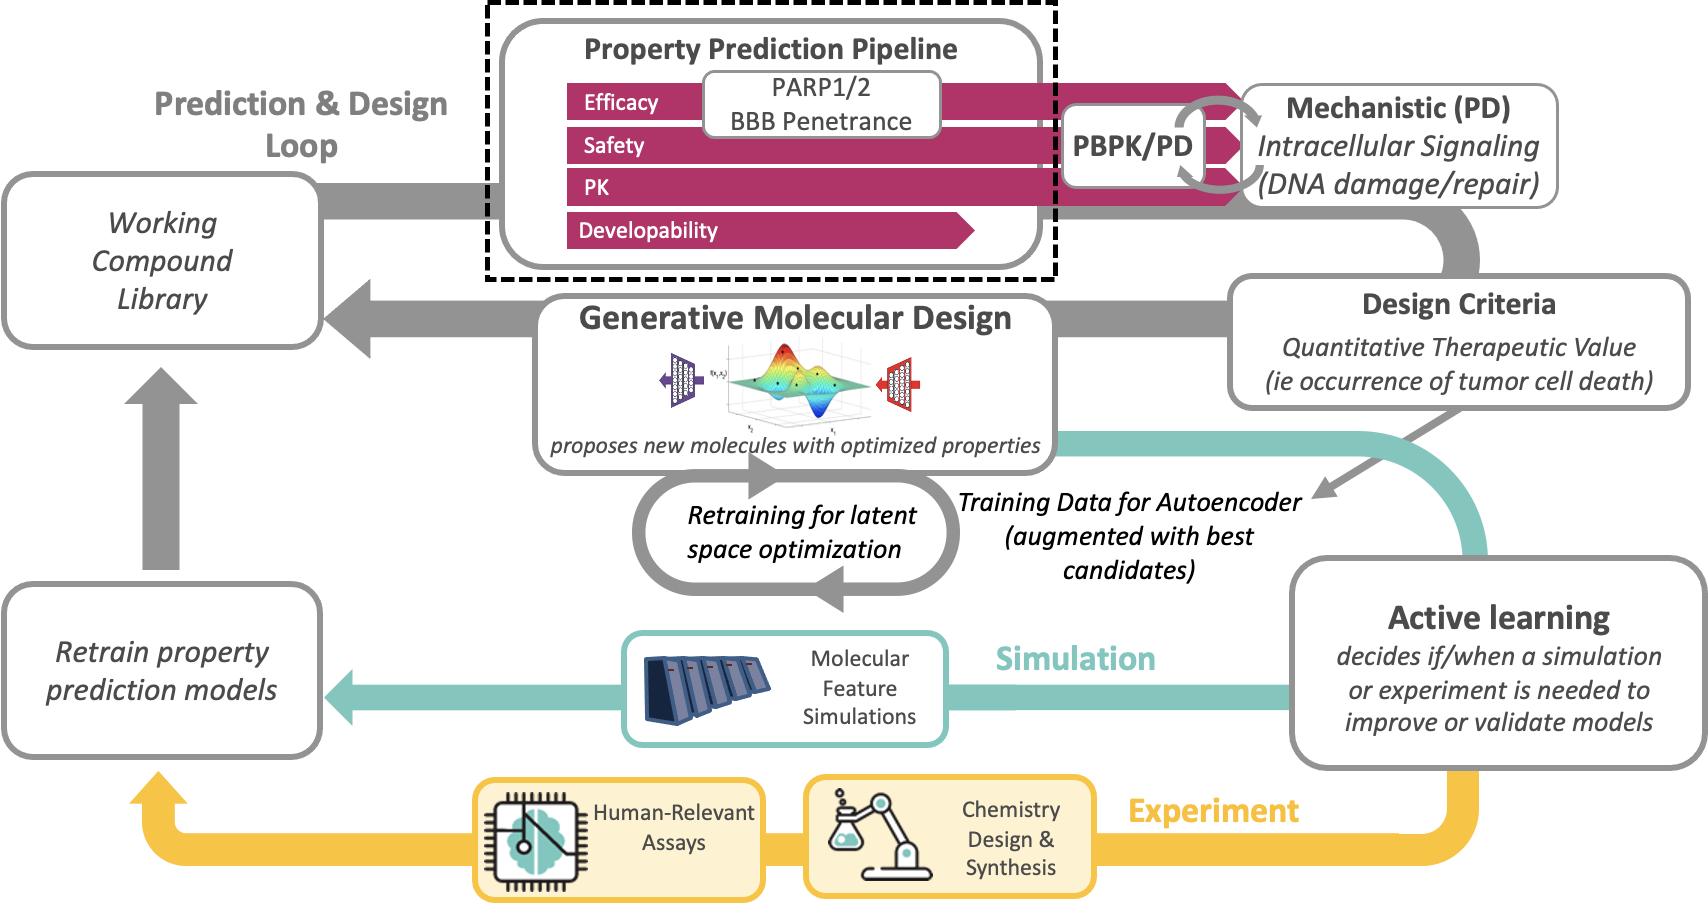 Property Prediction Pipeline
Efficacy
PARP1/2
BBB Penetrance
Safety
PK
Developability
PBPK/PD
Mechanistic (PD)
Intracellular Signaling
(DNA damage/repair)
Prediction & Design
Loop
Working
Compound
Library
Generative Molecular Design
f(x₁,x₂)
x₂
x₁
proposes new molecules with optimized properties
Design Criteria
Quantitative Therapeutic Value
(ie occurrence of tumor cell death)
Retraining for latent
space optimization
Training Data for Autoencoder
(augmented with best
candidates)
Active learning
decides if/when a simulation
or experiment is needed to
improve or validate models
Retrain property
prediction models
Molecular
Feature
Simulations
Simulation
Human-Relevant
Assays
Chemistry
Design &
Synthesis
Experiment